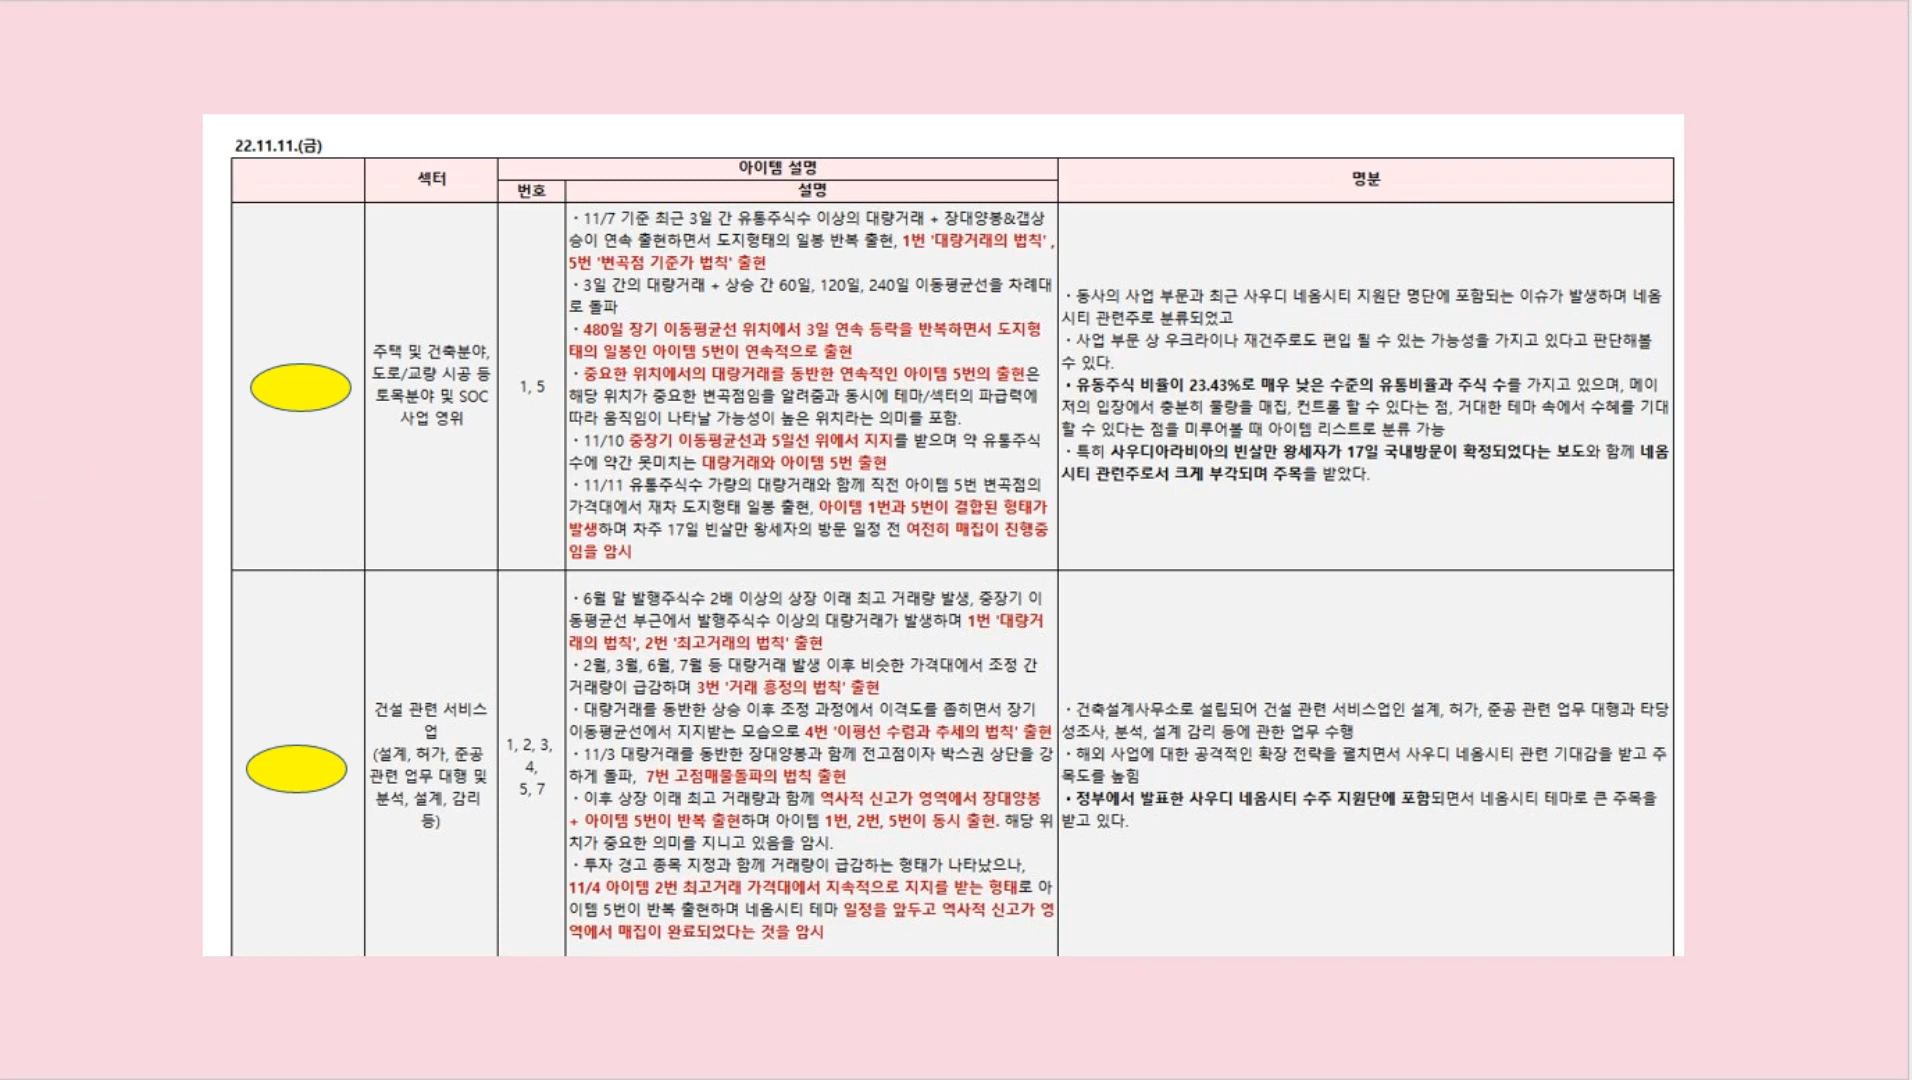 22.11.11.(금)
섹터
아이템 설명
명분
번호
설명
주택 및 건축분야,
도로/교량 시공 등
토목분야 및 SOC
사업 영위
1, 5
· 11/7 기준 최근 3일 간 유통주식수 이상의 대량거래 + 장대양봉&갭상
승이 연속 출현하면서 도지형태의 일봉 반복 출현, 1번 '대량거래의 법칙' ,
5번 '변곡점 기준가 법칙' 출현
· 3일 간의 대량거래 + 상승 간 60일, 120일, 240일 이동평균선을 차례대
로 돌파
· 480일 장기 이동평균선 위치에서 3일 연속 등락을 반복하면서 도지형
태의 일봉인 아이템 5번이 연속적으로 출현
· 중요한 위치에서의 대량거래를 동반한 연속적인 아이템 5번의 출현은
해당 위치가 중요한 변곡점임을 알려줌과 동시에 테마/섹터의 파급력에
따라 움직임이 나타날 가능성이 높은 위치라는 의미를 포함.
· 11/10 중장기 이동평균선과 5일선 위에서 지지를 받으며 약 유통주식
수에 약간 못미치는 대량거래와 아이템 5번 출현
· 11/11 유통주식수 가량의 대량거래와 함께 직전 아이템 5번 변곡점의
가격대에서 재차 도지형태 일봉 출현, 아이템 1번과 5번이 결합된 형태가
발생하며 차주 17일 빈살만 왕세자의 방문 일정 전 여전히 매집이 진행중
임을 암시
· 동사의 사업 부문과 최근 사우디 네옴시티 지원단 명단에 포함되는 이슈가 발생하며 네옴
시티 관련주로 분류되었고
· 사업 부문 상 우크라이나 재건주로도 편입 될 수 있는 가능성을 가지고 있다고 판단해볼
수 있다.
· 유동주식 비율이 23.43%로 매우 낮은 수준의 유통비율과 주식 수를 가지고 있으며, 메이
저의 입장에서 충분히 물량을 매집, 컨트롤 할 수 있다는 점, 거대한 테마 속에서 수혜를 기대
할 수 있다는 점을 미루어볼 때 아이템 리스트로 분류 가능
· 특히 사우디아라비아의 빈살만 왕세자가 17일 국내방문이 확정되었다는 보도와 함께 네옴
시티 관련주로서 크게 부각되며 주목을 받았다.
건설 관련 서비스
업
(설계, 허가, 준공
관련 업무 대행 및
분석, 설계, 감리
등)
1, 2, 3,
4,
5, 7
· 6월 말 발행주식수 2배 이상의 상장 이래 최고 거래량 발생, 중장기 이
동평균선 부근에서 발행주식수 이상의 대량거래가 발생하며 1번 '대량거
래의 법칙', 2번 '최고거래의 법칙' 출현
· 2월, 3월, 6월, 7월 등 대량거래 발생 이후 비슷한 가격대에서 조정 간
거래량이 급감하며 3번 '거래 흥정의 법칙' 출현
· 대량거래를 동반한 상승 이후 조정 과정에서 이격도를 좁히면서 장기
이동평균선에서 지지받는 모습으로 4번 '이평선 수렴과 추세의 법칙' 출현
· 11/3 대량거래를 동반한 장대양봉과 함께 전고점이자 박스권 상단을 강
하게 돌파, 7번 고점매물돌파의 법칙 출현
· 이후 상장 이래 최고 거래량과 함께 역사적 신고가 영역에서 장대양봉
+ 아이템 5번이 반복 출현하며 아이템 1번, 2번, 5번이 동시 출현. 해당 위
치가 중요한 의미를 지니고 있음을 암시.
· 투자 경고 종목 지정과 함께 거래량이 급감하는 형태가 나타났으나,
11/4 아이템 2번 최고거래 가격대에서 지속적으로 지지를 받는 형태로 아
이템 5번이 반복 출현하며 네옴시티 테마 일정을 앞두고 역사적 신고가 영
역에서 매집이 완료되었다는 것을 암시
· 건축설계사무소로 설립되어 건설 관련 서비스업인 설계, 허가, 준공 관련 업무 대행과 타당
성조사, 분석, 설계 감리 등에 관한 업무 수행
· 해외 사업에 대한 공격적인 확장 전략을 펼치면서 사우디 네옴시티 관련 기대감을 받고 주
목도를 높힘
· 정부에서 발표한 사우디 네옴시티 수주 지원단에 포함되면서 네옴시티 테마로 큰 주목을
받고 있다.